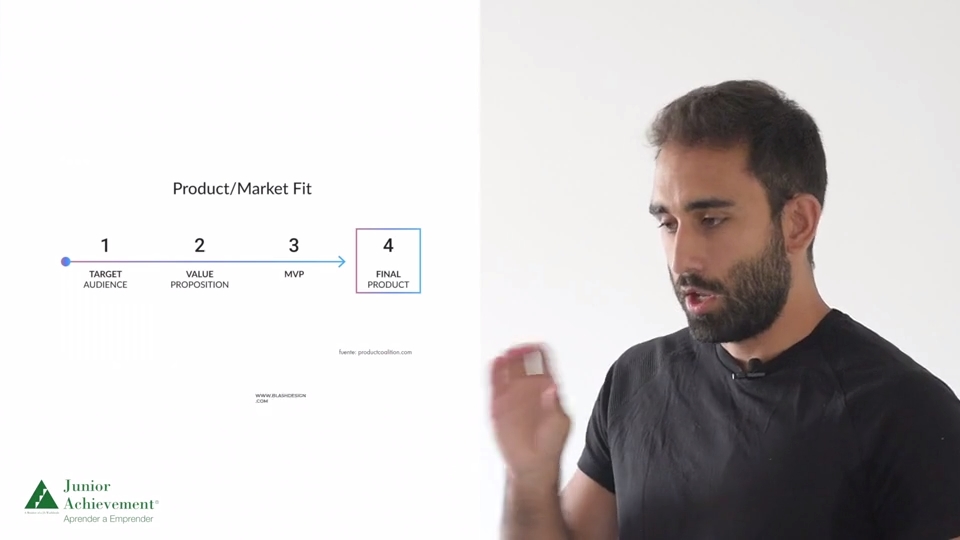 Product/Market Fit
1
2
3
4
TARGET
AUDIENCE
VALUE
PROPOSITION
MVP
FINAL
PRODUCT
fuente: productcoalition.com
WWW.BLASHDESIGN
.COM
Junior
Achievement®
Aprender a Emprender